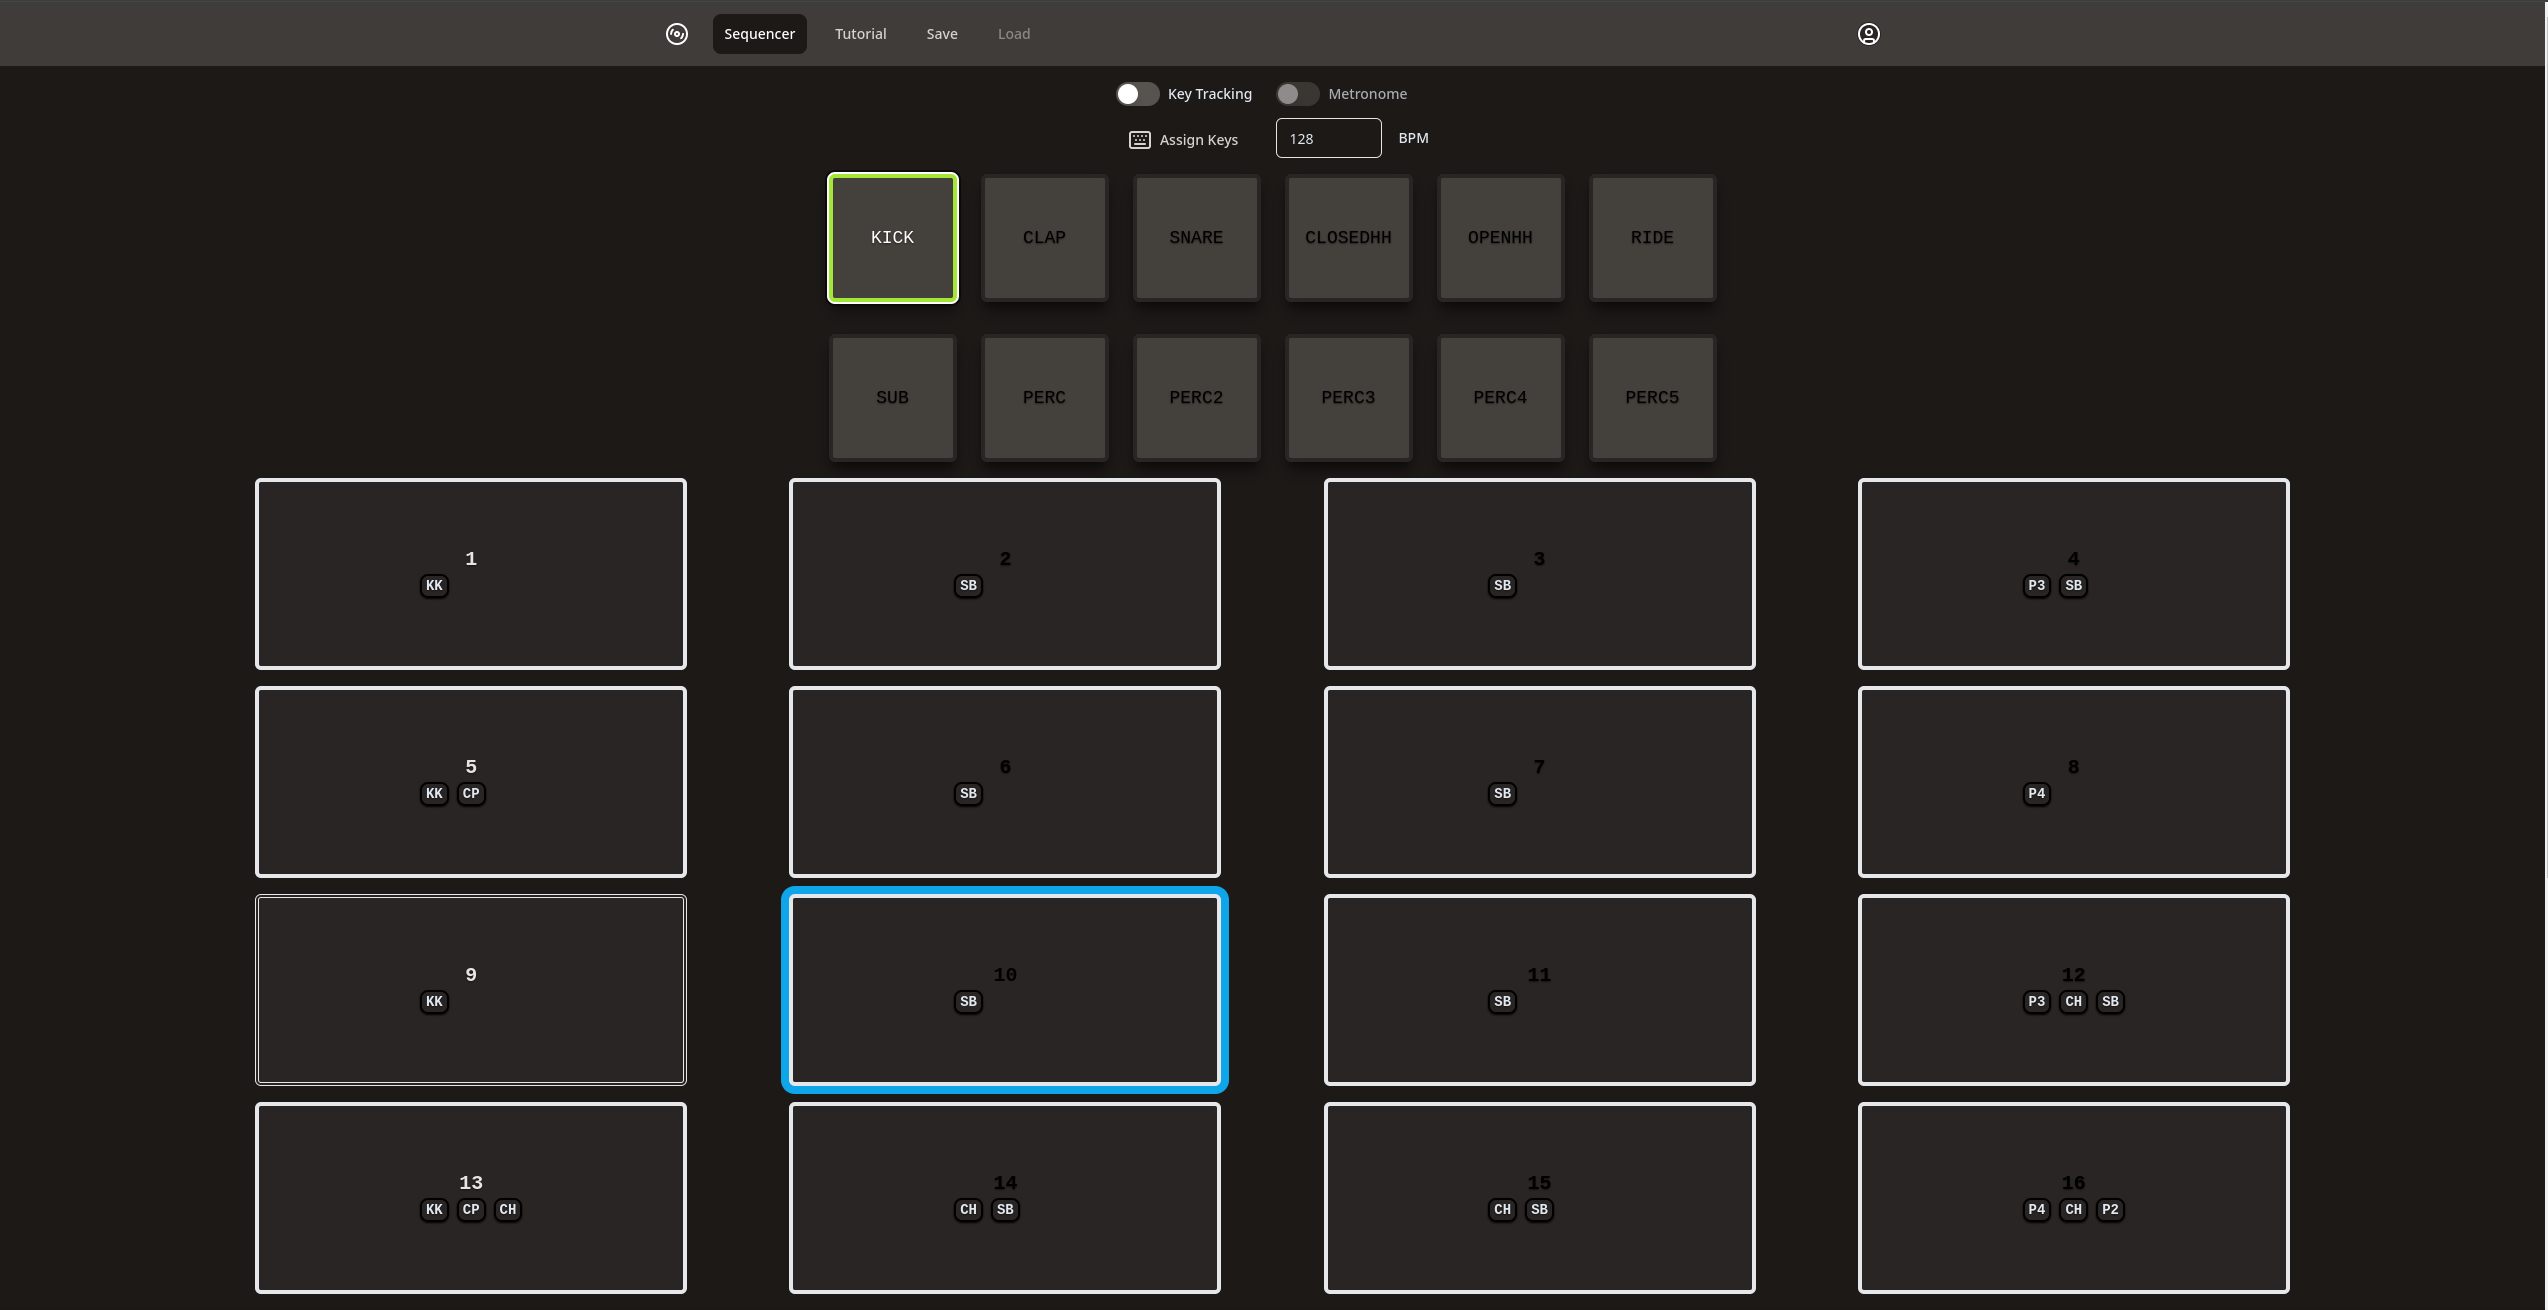 Sequencer Tutorial Save Load
Key Tracking Metronome
Assign Keys 128 BPM
KICK CLAP SNARE CLOSEDHH OPENHH RIDE
SUB PERC PERC2 PERC3 PERC4 PERC5
1 2 3 4
KK SB SB P3 SB
5 6 7 8
KK CP SB SB P4
9 10 11 12
KK SB SB P3 CH SB
13 14 15 16
KK CP CH CH SB CH SB P4 CH P2